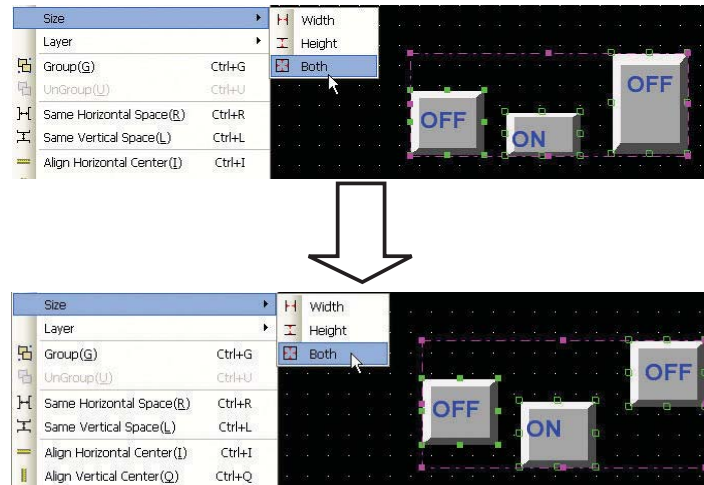 Size Width
Layer Height
Group(G) Ctrl+G Both
UnGroup(U) Ctrl+U
Same Horizontal Space(R) Ctrl+R
Same Vertical Space(L) Ctrl+L
Align Horizontal Center(I) Ctrl+I
OFF ON OFF
Size Width
Layer Height
Group(G) Ctrl+G Both
UnGroup(U) Ctrl+U
Same Horizontal Space(R) Ctrl+R
Same Vertical Space(L) Ctrl+L
Align Horizontal Center(I) Ctrl+I
Align Vertical Center(Q) Ctrl+Q
OFF ON OFF